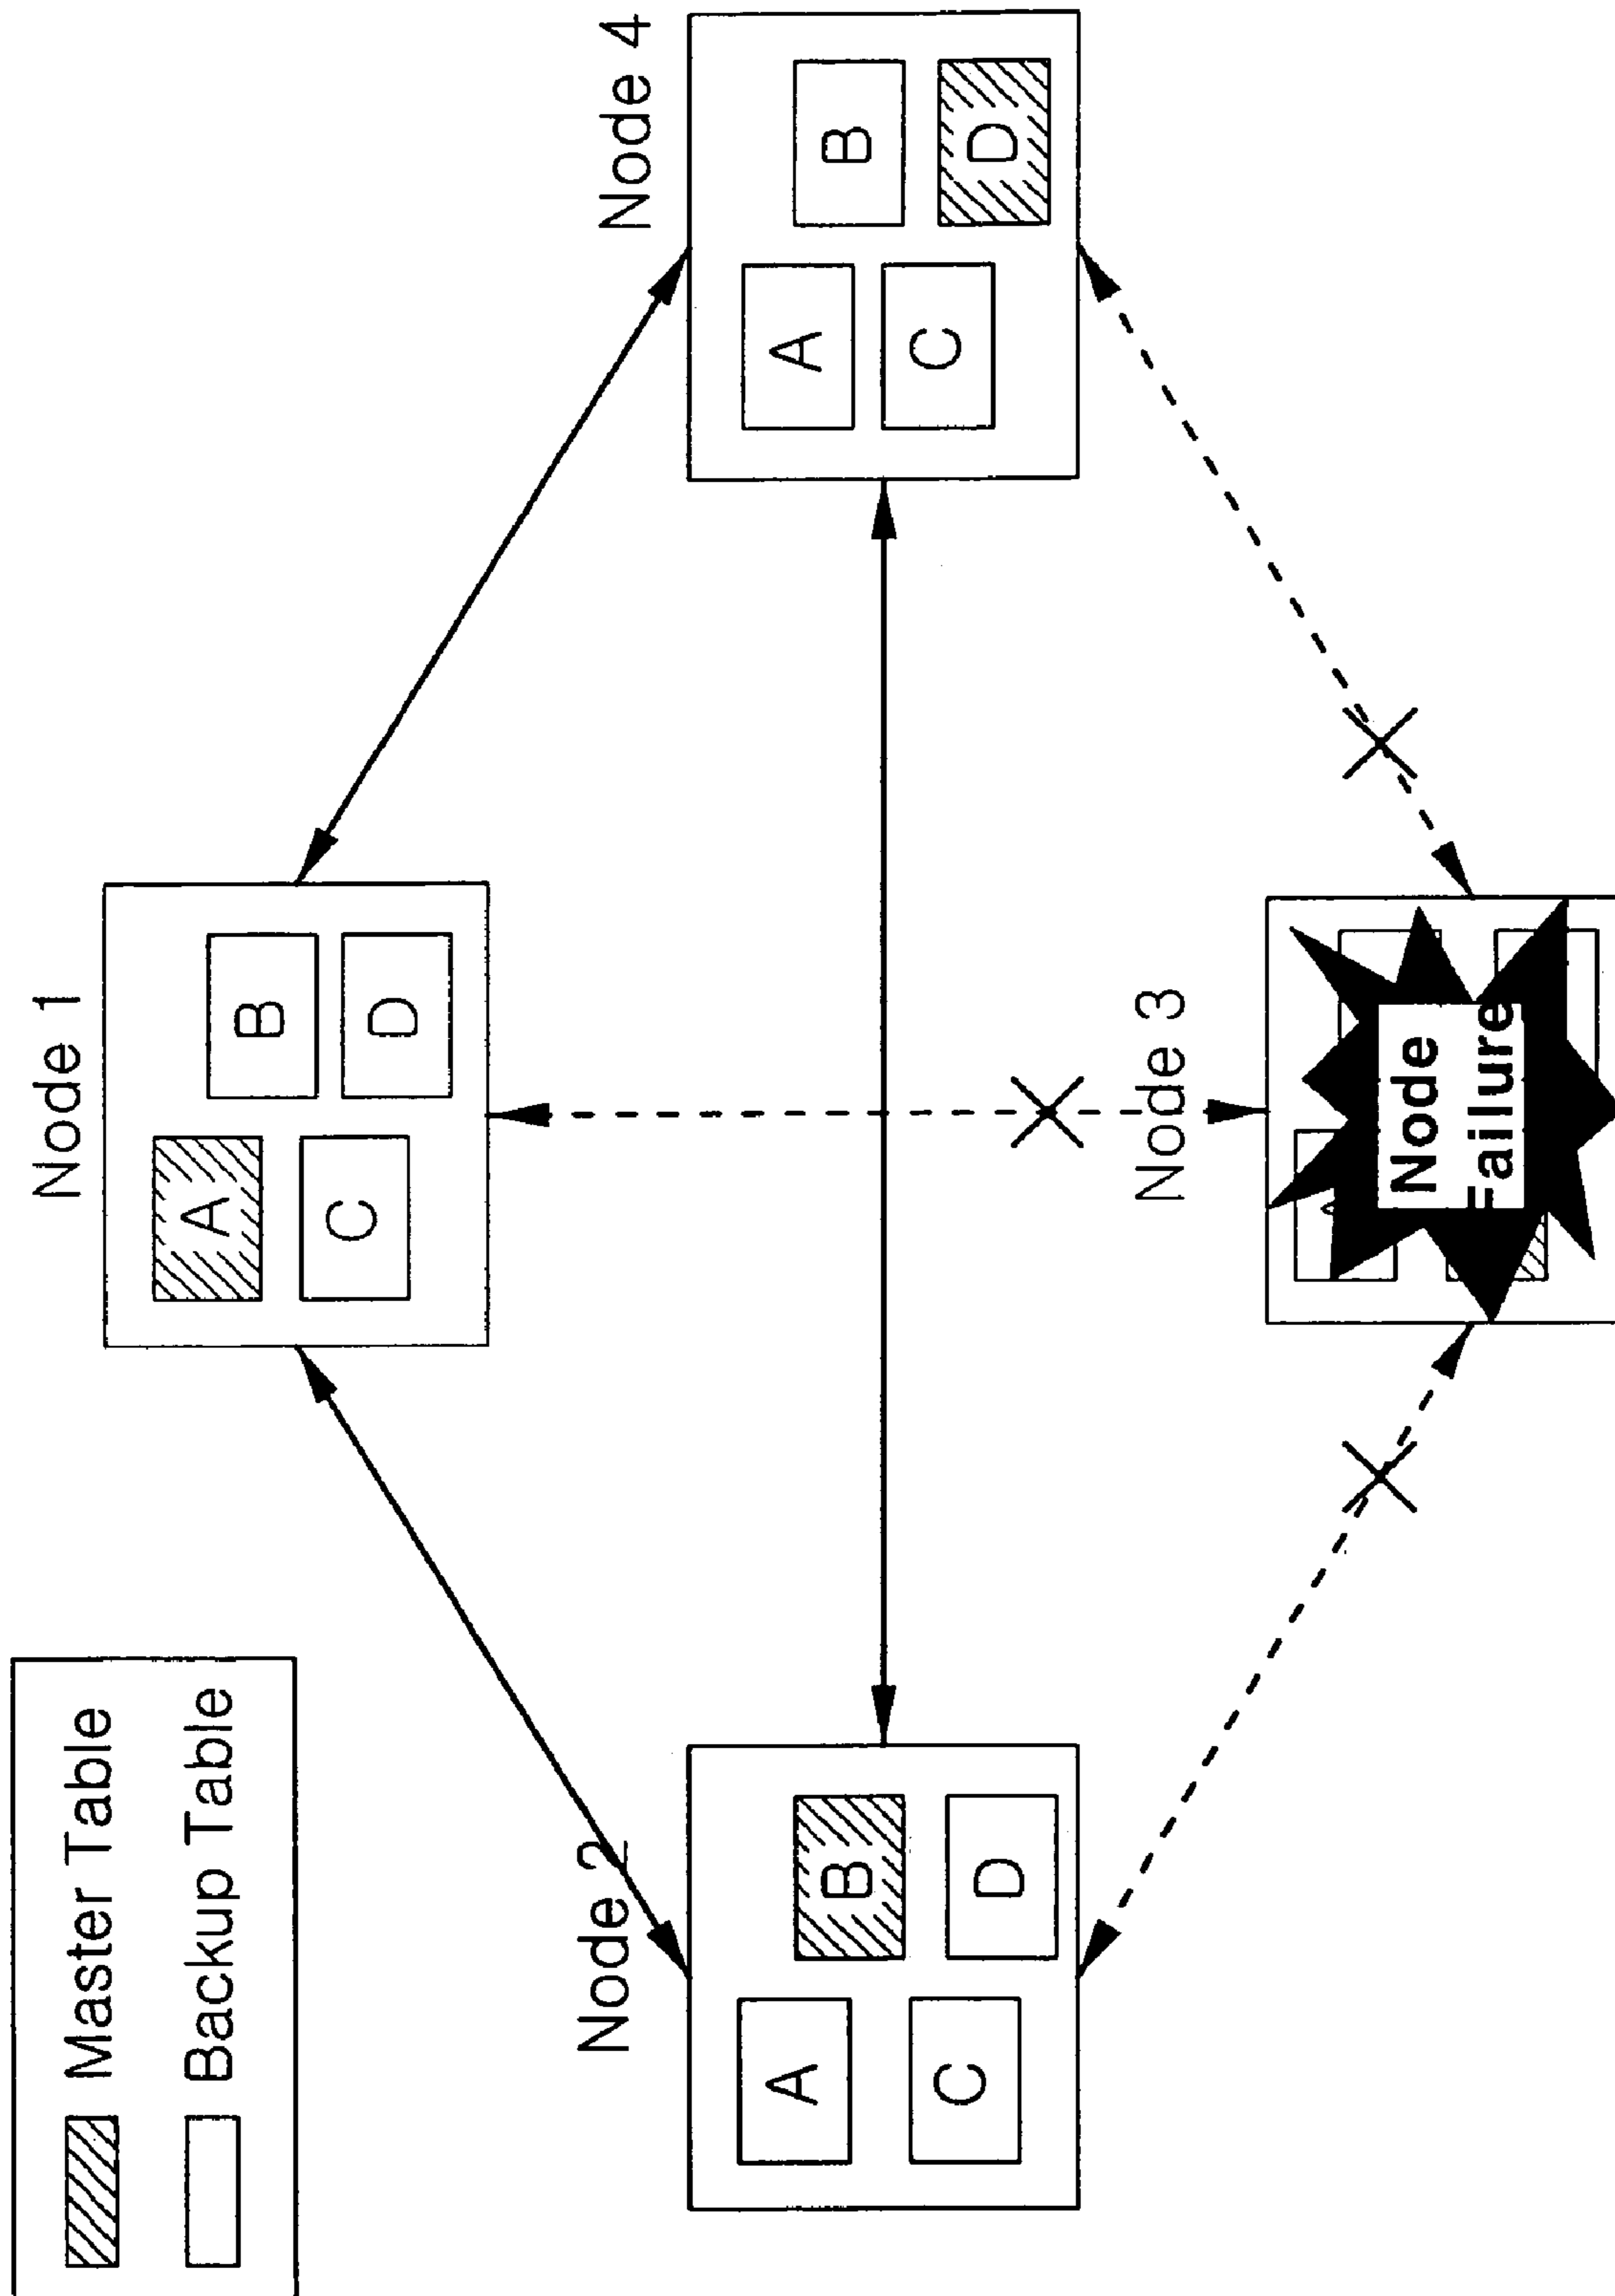 Master Table
Backup Table
Node 1
A
B
C
D
Node 2
A
B
C
D
Node 4
A
B
C
D
Node 3
Node
Failure